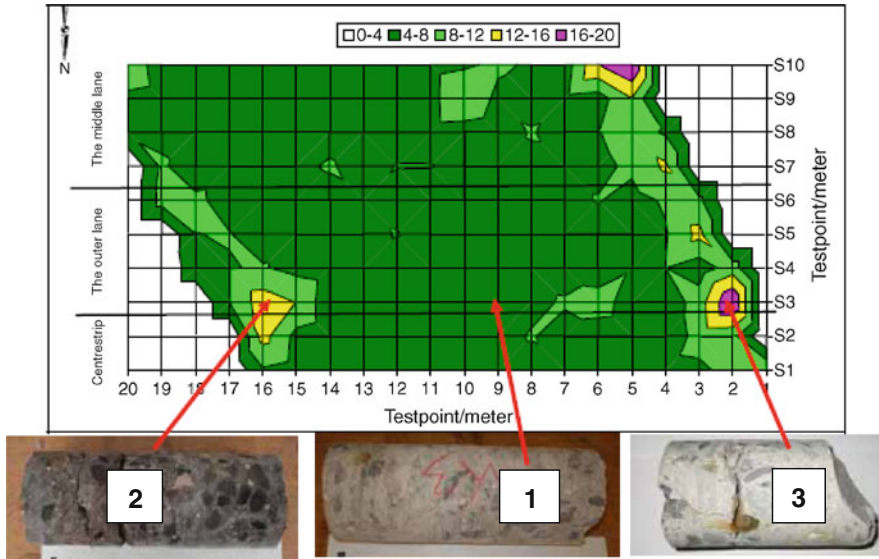 0-4 4-8 8-12 12-16 16-20
N
The middle lane
The outer lane
Centrestrip
S10
S9
S8
S7
S6
S5
S4
S3
S2
S1
Testpoint/meter
20 19 18 17 16 15 14 13 12 11 10 9 8 7 6 5 4 3 2 1
Testpoint/meter
2
1
3